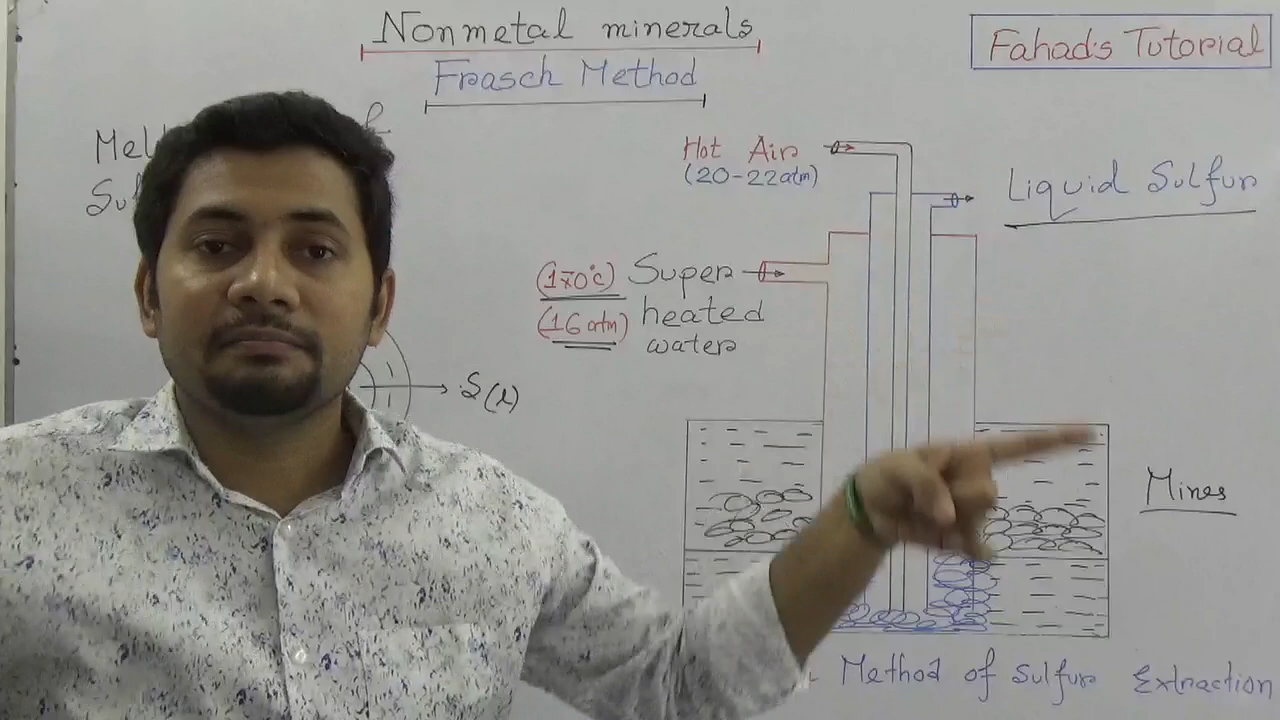 Nonmetal minerals
Fahad's Tutorial
Frasch Method
Hot Air
(20-22atm)
Liquid Sulfur
(170°c) Super
(16 atm) heated
water
S(l)
Mines
Method of Sulfur Extraction